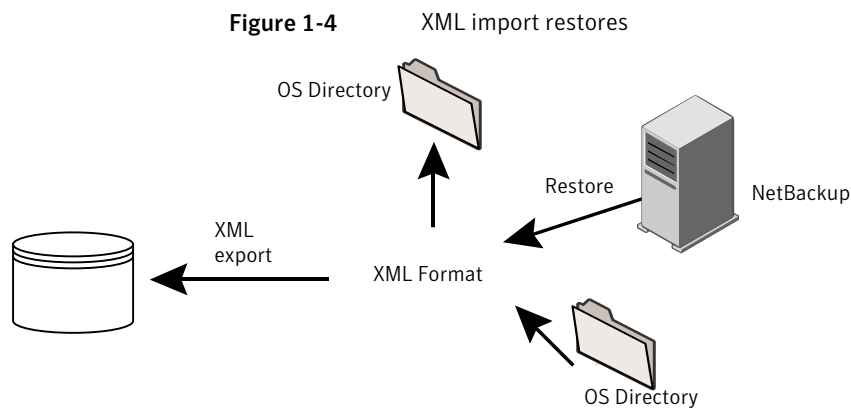 Figure 1-4 XML import restores
OS Directory
Restore
NetBackup
XML
export
XML Format
OS Directory